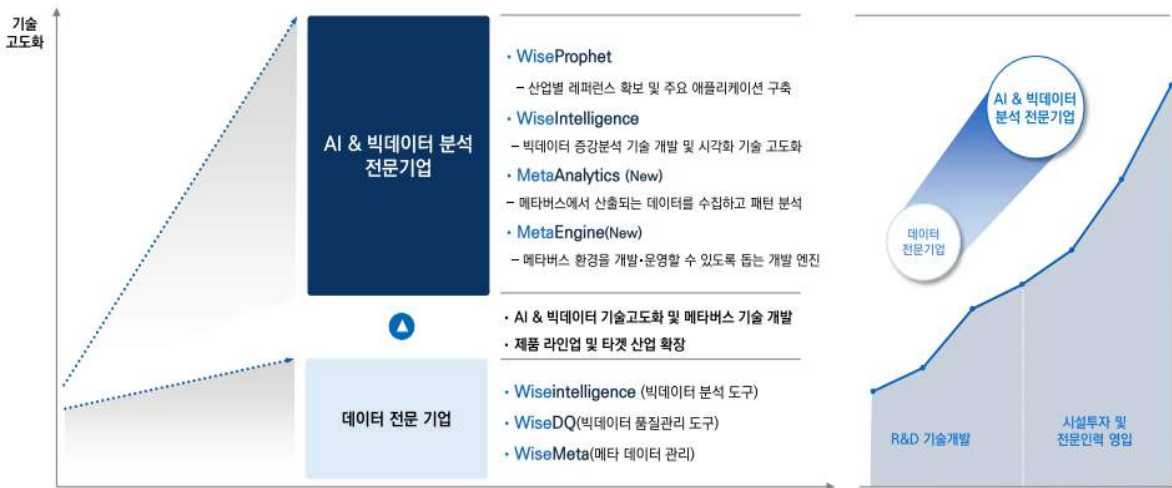 기술
고도화
AI & 빅데이터 분석
전문기업
• WiseProphet
– 산업별 레퍼런스 확보 및 주요 애플리케이션 구축
• WiseIntelligence
– 빅데이터 증강분석 기술 개발 및 시각화 기술 고도화
• MetaAnalytics (New)
– 메타버스에서 산출되는 데이터를 수집하고 패턴 분석
• MetaEngine(New)
– 메타버스 환경을 개발•운영할 수 있도록 돕는 개발 엔진
• AI & 빅데이터 기술고도화 및 메타버스 기술 개발
• 제품 라인업 및 타겟 산업 확장
데이터 전문 기업
• Wiseintelligence (빅데이터 분석 도구)
• WiseDQ(빅데이터 품질관리 도구)
• WiseMeta(메타 데이터 관리)
AI & 빅데이터
분석 전문기업
데이터
전문기업
R&D 기술개발
시설투자 및
전문인력 영입